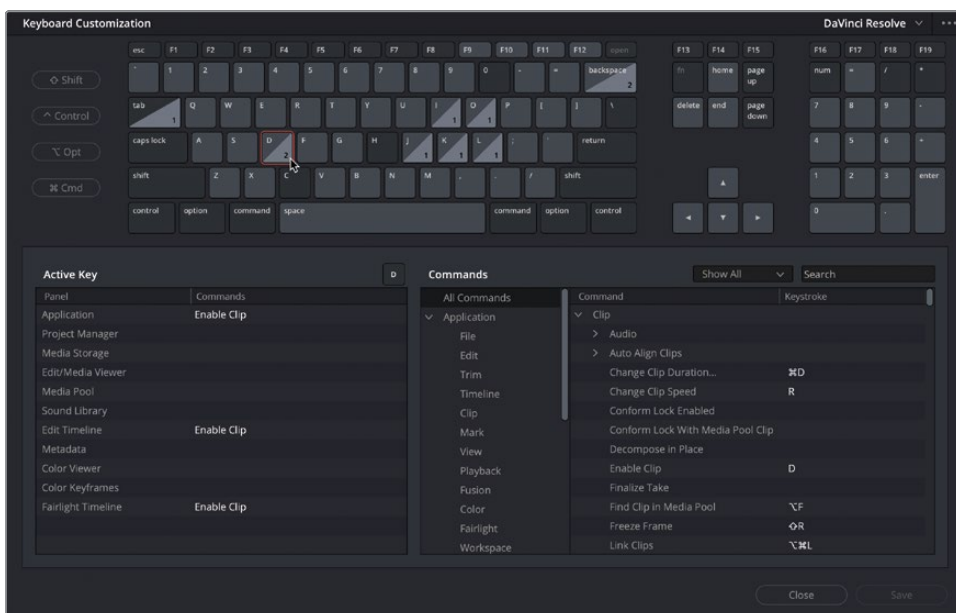 Keyboard Customization DaVinci Resolve
esc F1 F2 F3 F4 F5 F6 F7 F8 F9 F10 F11 F12 open F13 F14 F15 F16 F17 F18 F19
Shift
` 1 2 3 4 5 6 7 8 9 0 - = backspace 2 fn home page up num = / *
Control
tab 1 Q W E R T Y U I 1 O 1 P [ ] \ delete end page down 7 8 9 -
Opt
caps lock A S D 2 F G H J 1 K 1 L 1 ; ' return 4 5 6 +
Cmd
shift Z X C V B N M , . / shift 1 2 3 enter
control option command space command option control 0 .
Active Key D
Commands Show All Search
Panel Commands
Application Enable Clip
Project Manager
Media Storage
Edit/Media Viewer
Media Pool
Sound Library
Edit Timeline Enable Clip
Metadata
Color Viewer
Color Keyframes
Fairlight Timeline Enable Clip
All Commands
Application
File
Edit
Trim
Timeline
Clip
Mark
View
Playback
Fusion
Color
Fairlight
Workspace
Command Keystroke
Clip
Audio
Auto Align Clips
Change Clip Duration... ⌘D
Change Clip Speed R
Conform Lock Enabled
Conform Lock With Media Pool Clip
Decompose in Place
Enable Clip D
Finalize Take
Find Clip in Media Pool ⌥F
Freeze Frame ⇧R
Link Clips ⌥⌘L
Close Save